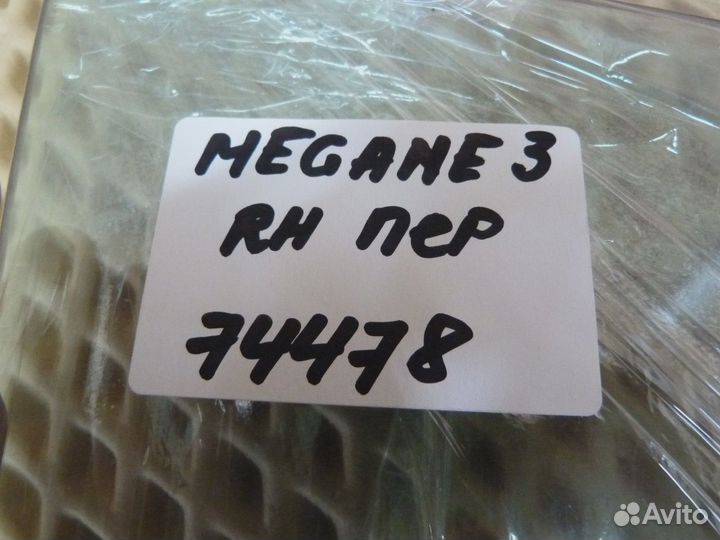 MEGANE 3
RH пер
74478
Avito